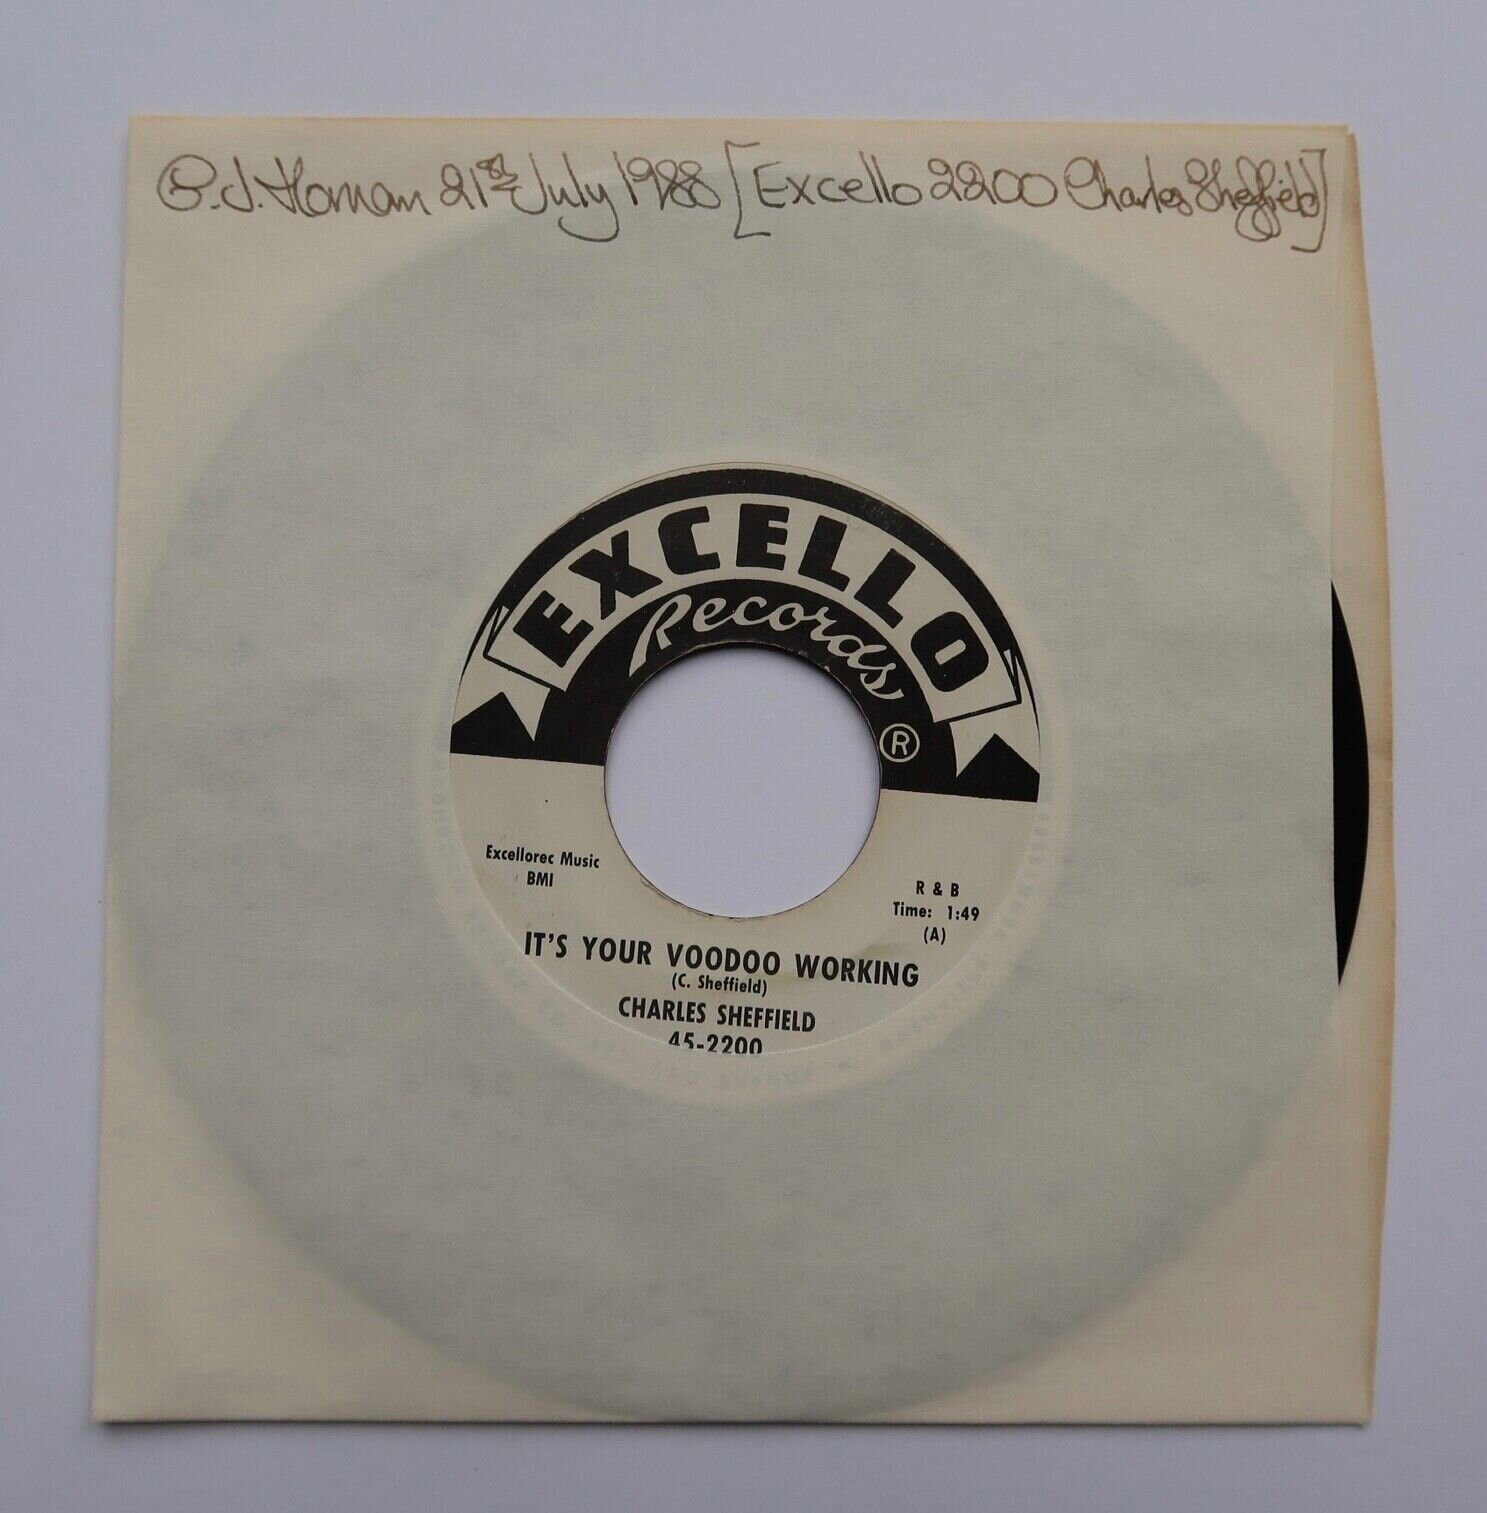 21st July 1988 [Excello 2200 Charles Sheffield]
EXCELLO
Records
®
Excellorec Music
BMI
R & B
Time: 1:49
(A)
IT'S YOUR VOODOO WORKING
(C. Sheffield)
CHARLES SHEFFIELD
45-2200